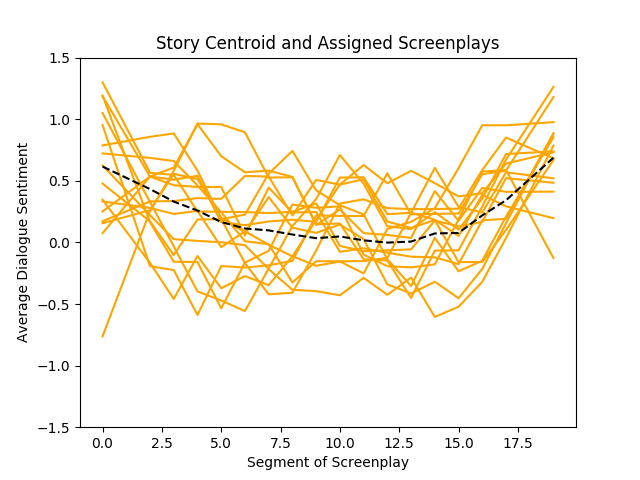 Story Centroid and Assigned Screenplays
Average Dialogue Sentiment
1.5
1.0
0.5
0.0
−0.5
−1.0
−1.5
0.0 2.5 5.0 7.5 10.0 12.5 15.0 17.5
Segment of Screenplay